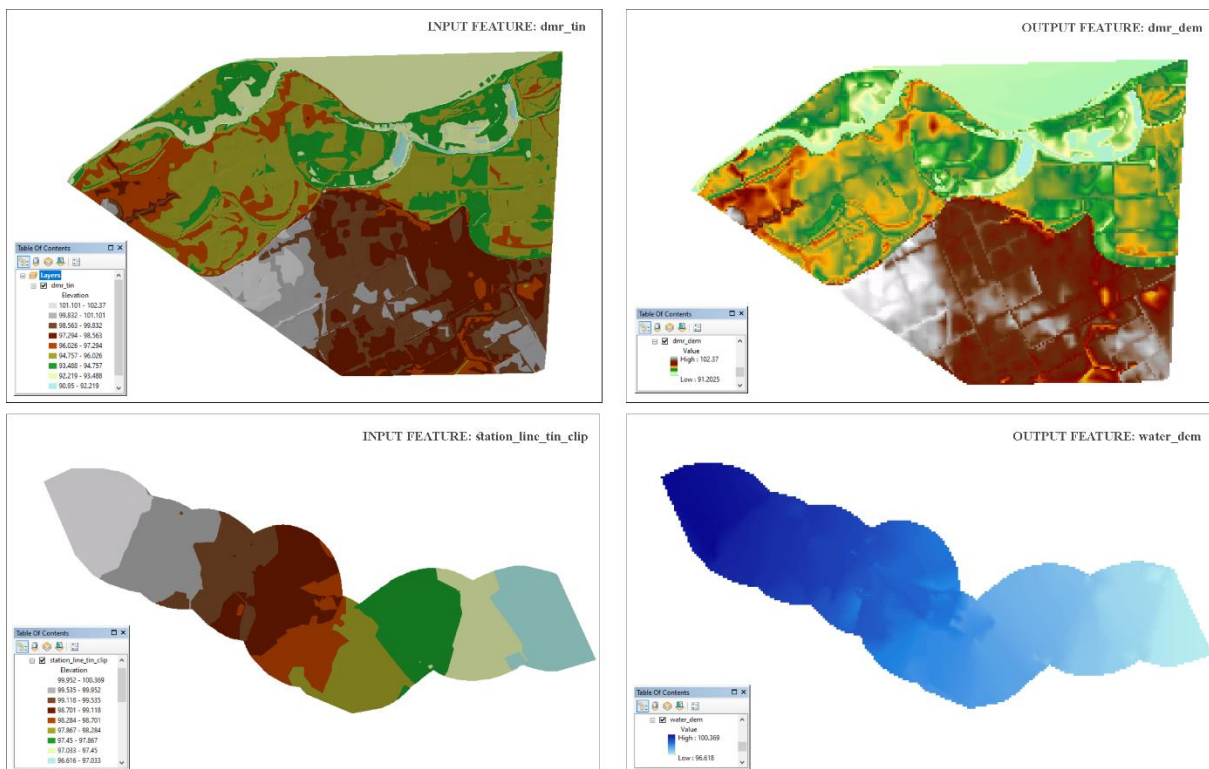 INPUT FEATURE: dmr_tin
Table Of Contents
Layers
dmr_tin
Elevation
101.101 - 102.37
99.832 - 101.101
98.563 - 99.832
97.294 - 98.563
96.026 - 97.294
94.757 - 96.026
93.488 - 94.757
92.219 - 93.488
90.95 - 92.219
OUTPUT FEATURE: dmr_dem
Table Of Contents
dmr_dem
Value
High : 102.37
Low : 91.2025
INPUT FEATURE: station_line_tin_clip
Table Of Contents
station_line_tin_clip
Elevation
99.952 - 100.369
99.535 - 99.952
99.118 - 99.535
98.701 - 99.118
98.284 - 98.701
97.867 - 98.284
97.45 - 97.867
97.033 - 97.45
96.616 - 97.033
OUTPUT FEATURE: water_dem
Table Of Contents
water_dem
Value
High : 100.369
Low : 96.618